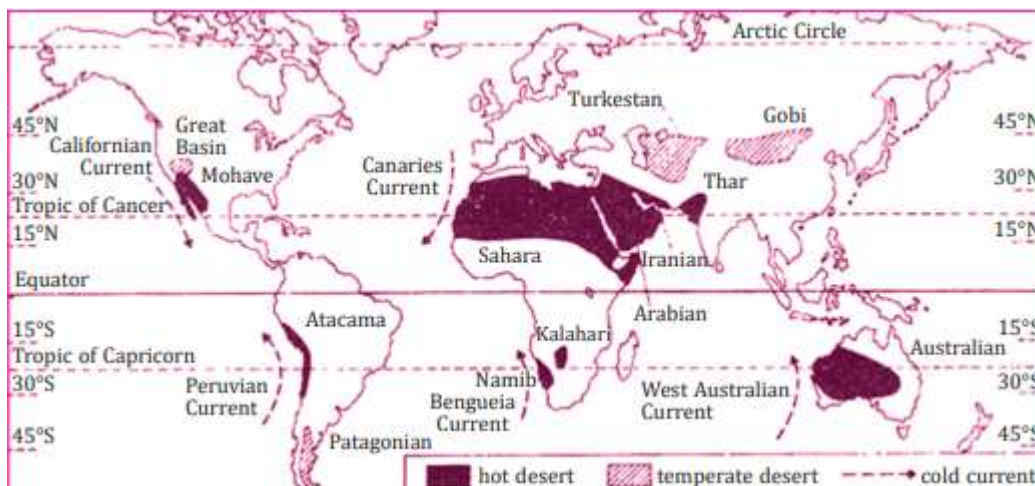 Arctic Circle
Turkestan
Gobi
45°N
45°N
Californian
Current
Great
Basin
Canaries
Current
Mohave
Thar
30°N
30°N
Tropic of Cancer
15°N
15°N
Sahara
Iranian
Equator
Arabian
Atacama
Kalahari
15°S
15°S
Tropic of Capricorn
Australian
30°S
30°S
Peruvian
Current
Namib
Bengueia
Current
West Australian
Current
45°S
45°S
Patagonian
hot desert
temperate desert
cold current